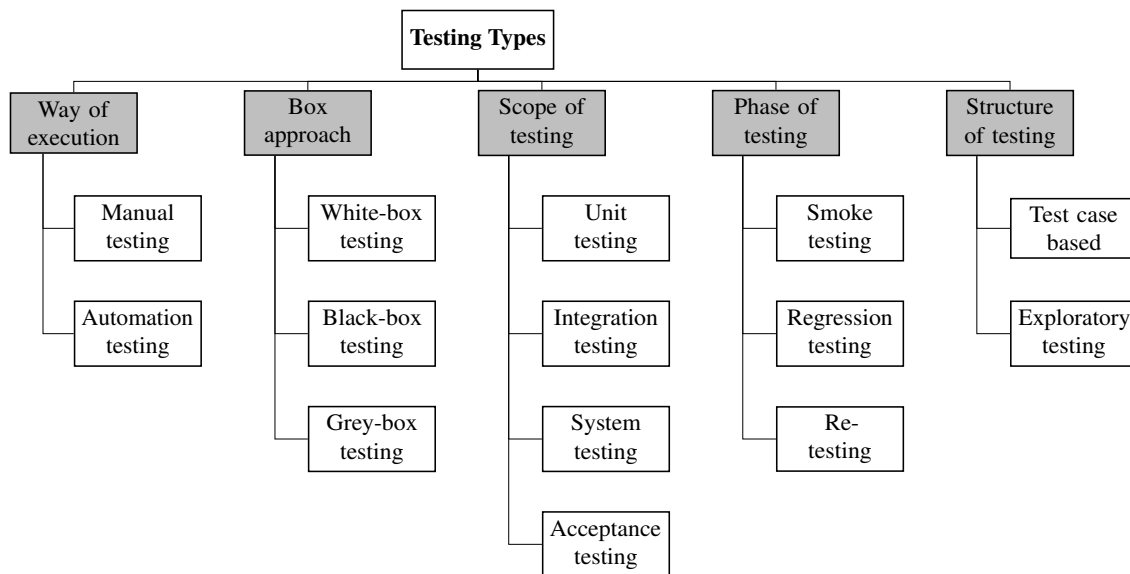 Testing Types
Way of
execution
Box
approach
Scope of
testing
Phase of
testing
Structure
of testing
Manual
testing
White-box
testing
Unit
testing
Smoke
testing
Test case
based
Automation
testing
Black-box
testing
Integration
testing
Regression
testing
Exploratory
testing
Grey-box
testing
System
testing
Re-
testing
Acceptance
testing